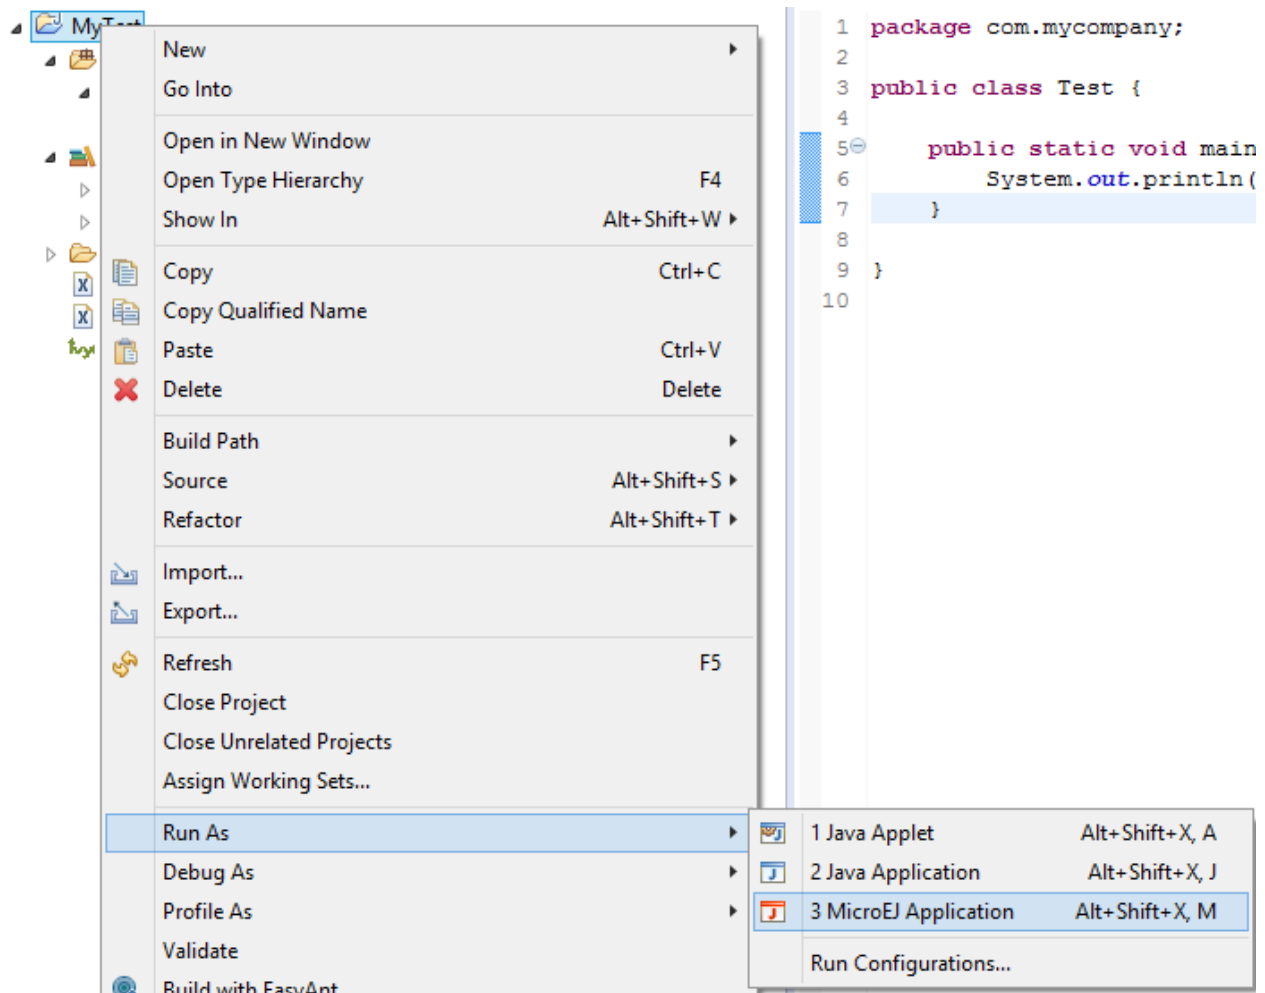 MyTest
New
Go Into
Open in New Window
Open Type Hierarchy F4
Show In Alt+Shift+W
Copy Ctrl+C
Copy Qualified Name
Paste Ctrl+V
Delete Delete
Build Path
Source Alt+Shift+S
Refactor Alt+Shift+T
Import...
Export...
Refresh F5
Close Project
Close Unrelated Projects
Assign Working Sets...
Run As
Debug As
Profile As
Validate
Build with EasyAnt
1 Java Applet Alt+Shift+X, A
2 Java Application Alt+Shift+X, J
3 MicroEJ Application Alt+Shift+X, M
Run Configurations...
1 package com.mycompany;
2
3 public class Test {
4
5 public static void main
6 System.out.println(
7 }
8
9 }
10